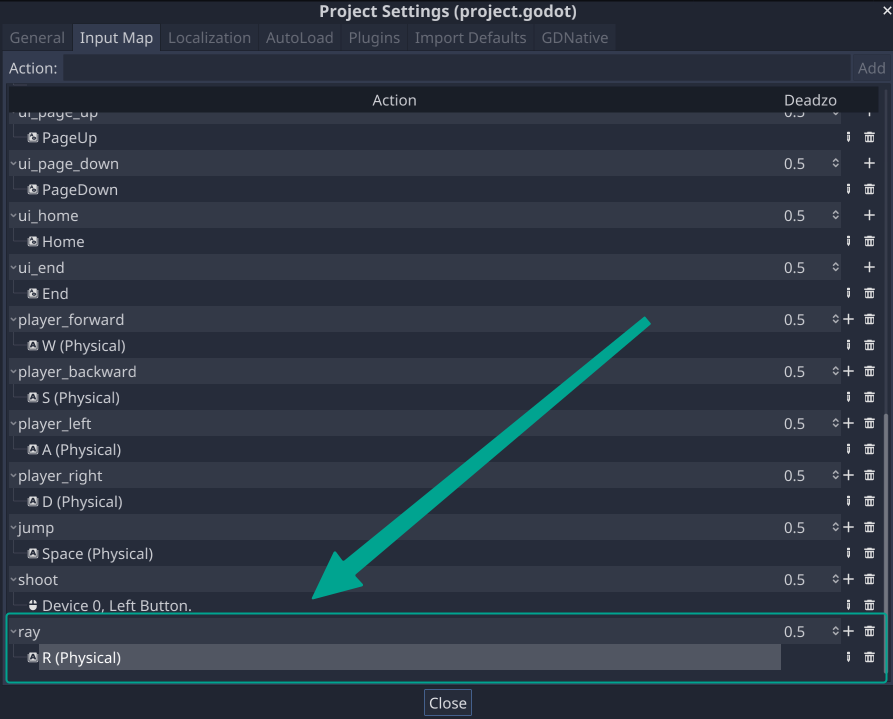 Project Settings (project.godot)
General Input Map Localization AutoLoad Plugins Import Defaults GDNative
Action: Add
Action Deadzo
ui_page_up 0.5
PageUp
ui_page_down 0.5
PageDown
ui_home 0.5
Home
ui_end 0.5
End
player_forward 0.5
W (Physical)
player_backward 0.5
S (Physical)
player_left 0.5
A (Physical)
player_right 0.5
D (Physical)
jump 0.5
Space (Physical)
shoot 0.5
Device 0, Left Button.
ray 0.5
R (Physical)
Close